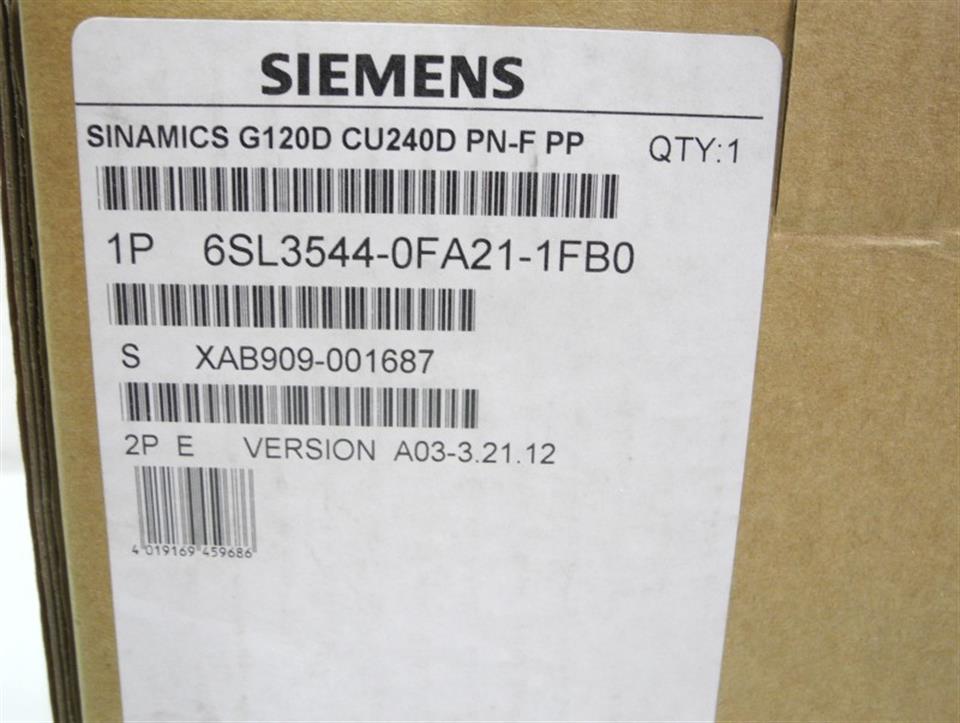 SIEMENS
SINAMICS G120D CU240D PN-F PP QTY:1
1P 6SL3544-0FA21-1FB0
S XAB909-001687
2P E VERSION A03-3.21.12
4 019169 459686